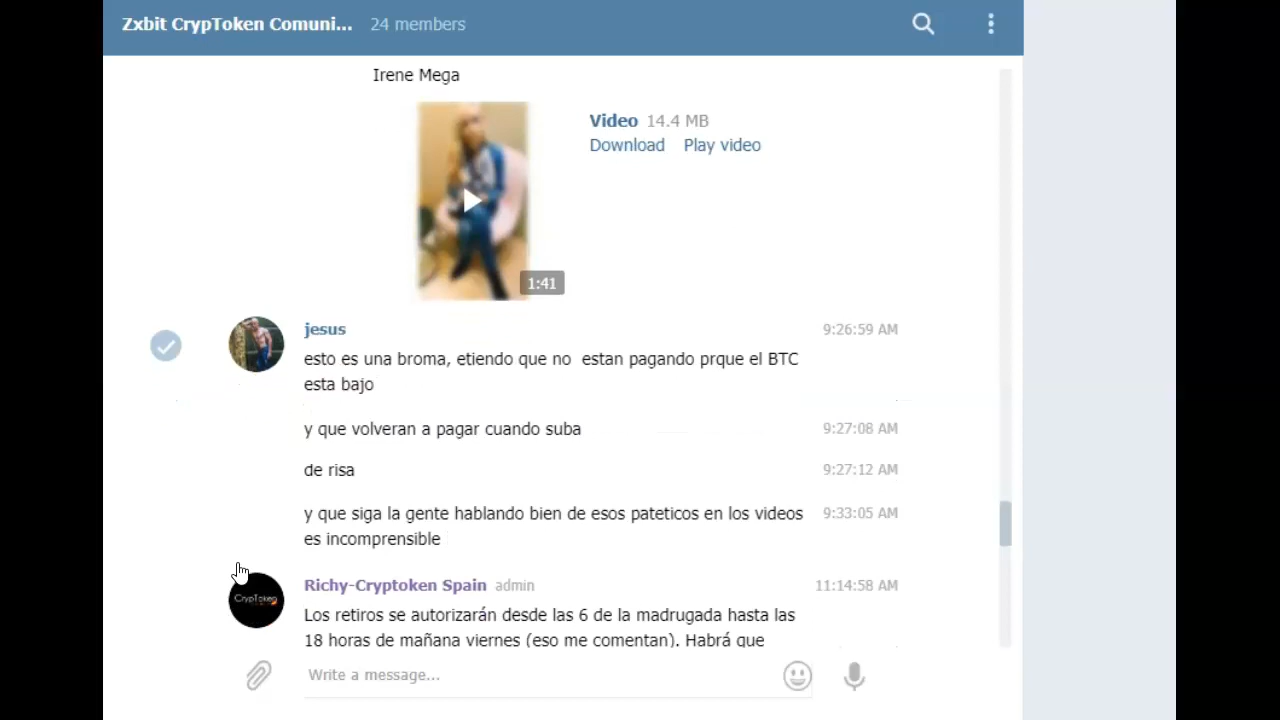 Zxbit CrypToken Comuni... 24 members
Irene Mega
Video 14.4 MB
Download Play video
1:41
jesus 9:26:59 AM
esto es una broma, etiendo que no estan pagando prque el BTC
esta bajo
y que volveran a pagar cuando suba 9:27:08 AM
de risa 9:27:12 AM
y que siga la gente hablando bien de esos pateticos en los videos 9:33:05 AM
es incomprensible
CrypToken
Richy-Cryptoken Spain admin 11:14:58 AM
Los retiros se autorizarán desde las 6 de la madrugada hasta las
18 horas de mañana viernes (eso me comentan). Habrá que
Write a message...